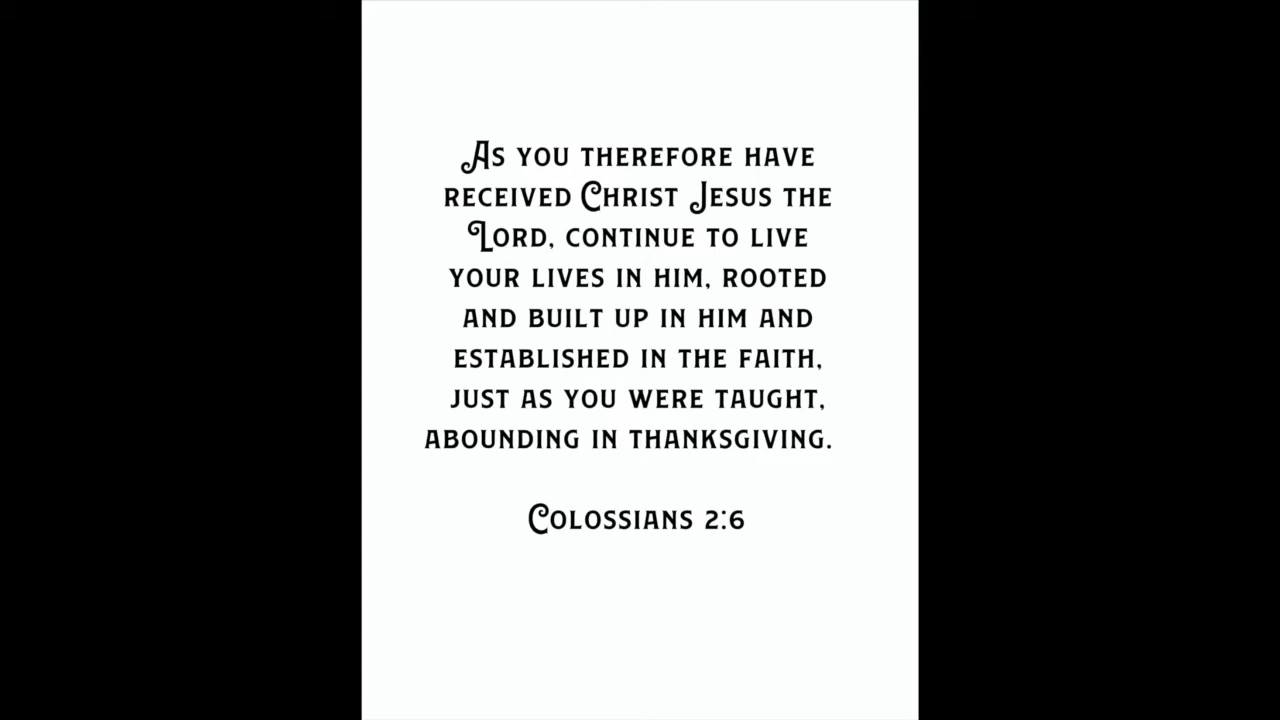 As you therefore have
received Christ Jesus the
Lord, continue to live
your lives in him, rooted
and built up in him and
established in the faith,
just as you were taught,
abounding in thanksgiving.
Colossians 2:6